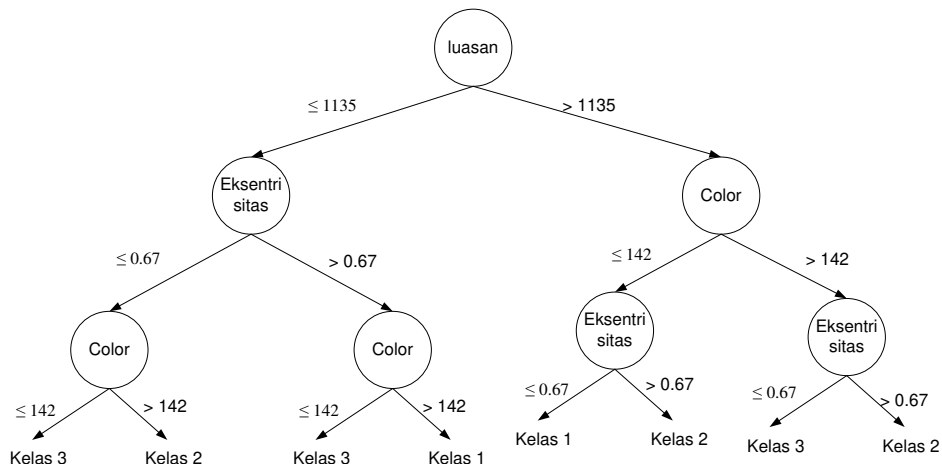 luasan
≤ 1135
> 1135
Eksentri
sitas
Color
≤ 0.67
> 0.67
≤ 142
> 142
Color
Color
Eksentri
sitas
Eksentri
sitas
≤ 142
> 142
≤ 142
> 142
≤ 0.67
> 0.67
≤ 0.67
> 0.67
Kelas 3
Kelas 2
Kelas 3
Kelas 1
Kelas 1
Kelas 2
Kelas 3
Kelas 2